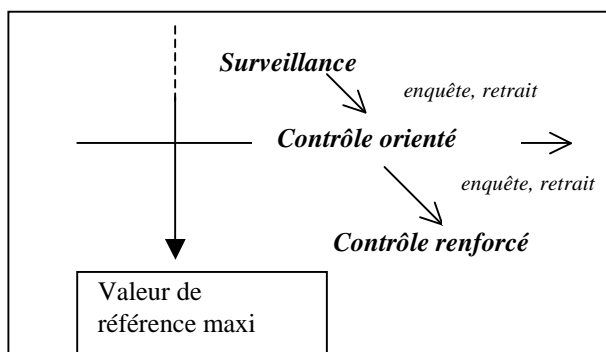 Surveillance
enquête, retrait
Contrôle orienté
enquête, retrait
Contrôle renforcé
Valeur de
référence maxi